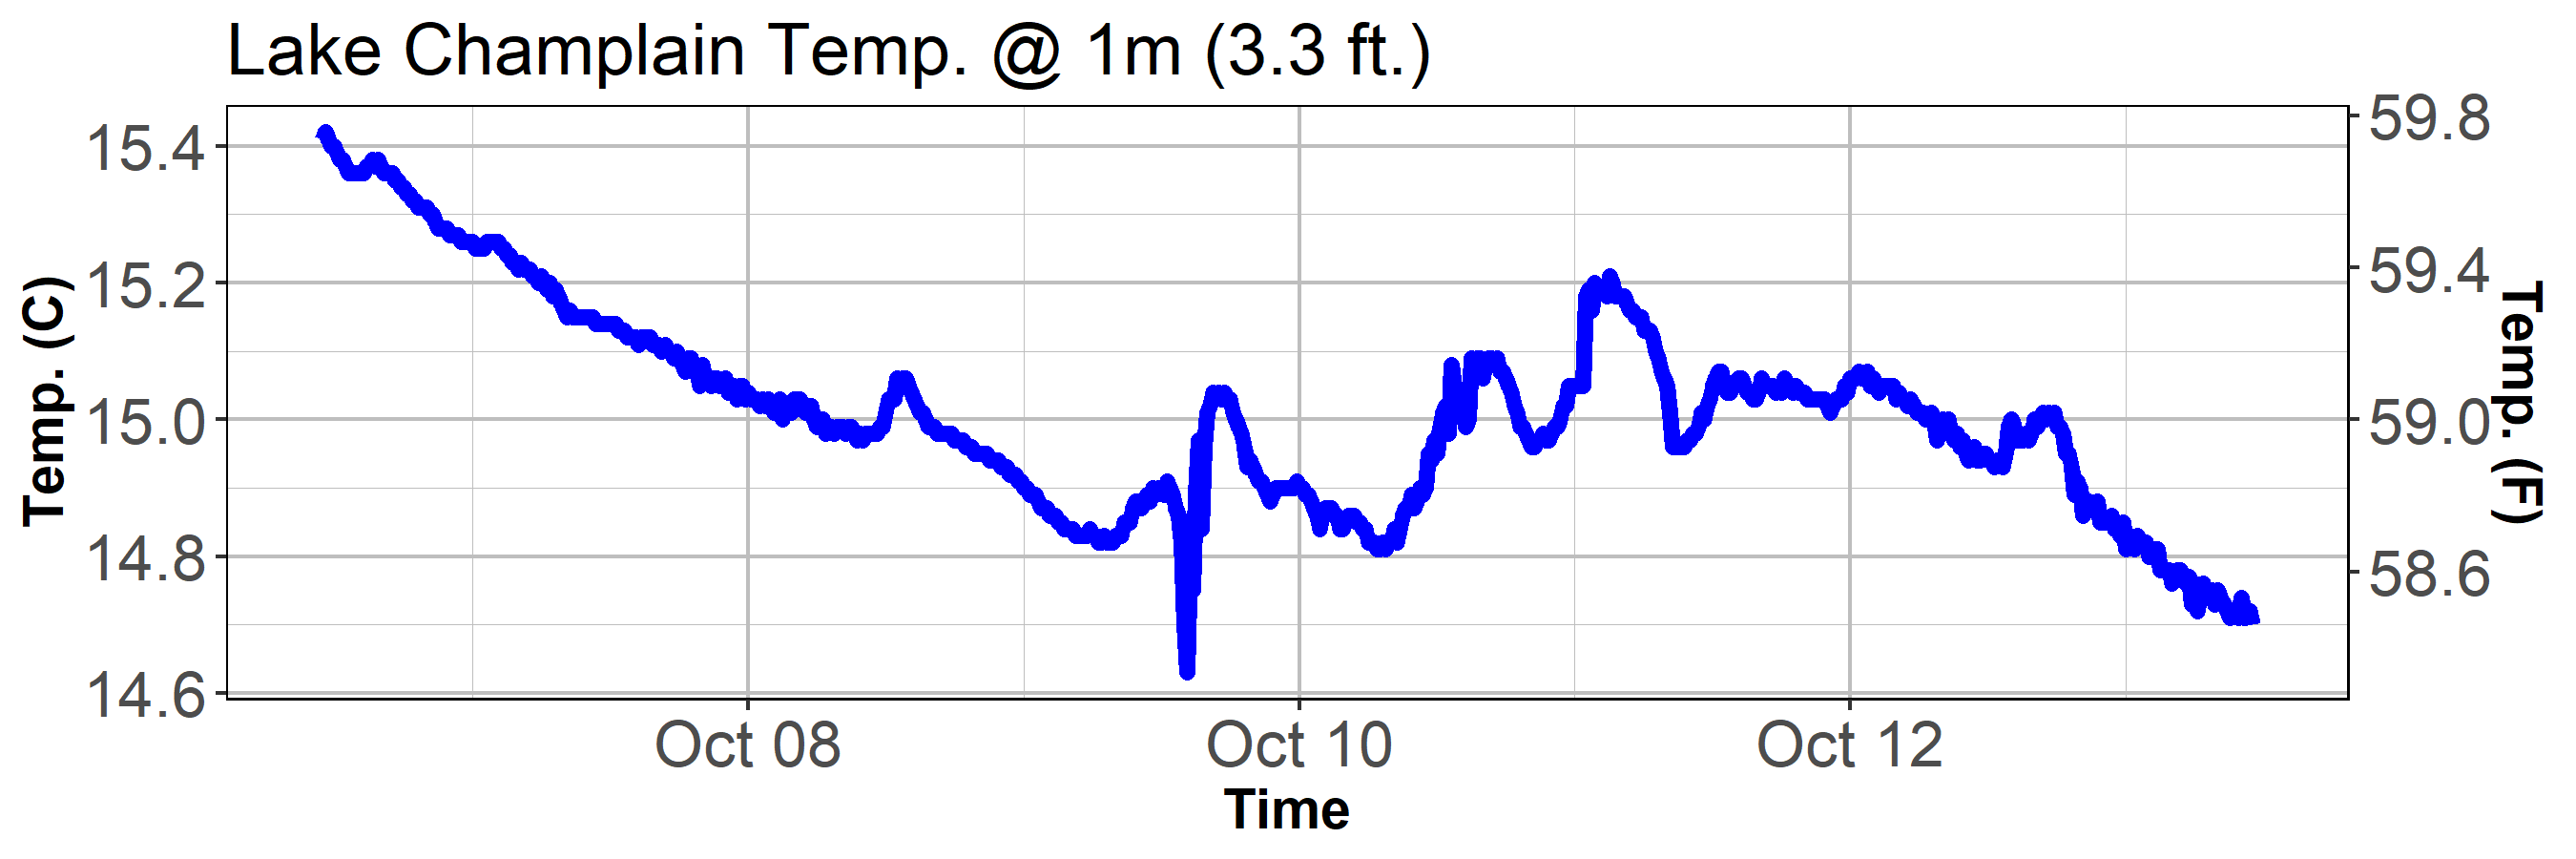 Lake Champlain Temp. @ 1m (3.3 ft.)
Temp. (C)
15.4
15.2
15.0
14.8
14.6
59.8
59.4
59.0
58.6
Temp. (F)
Oct 08
Oct 10
Oct 12
Time